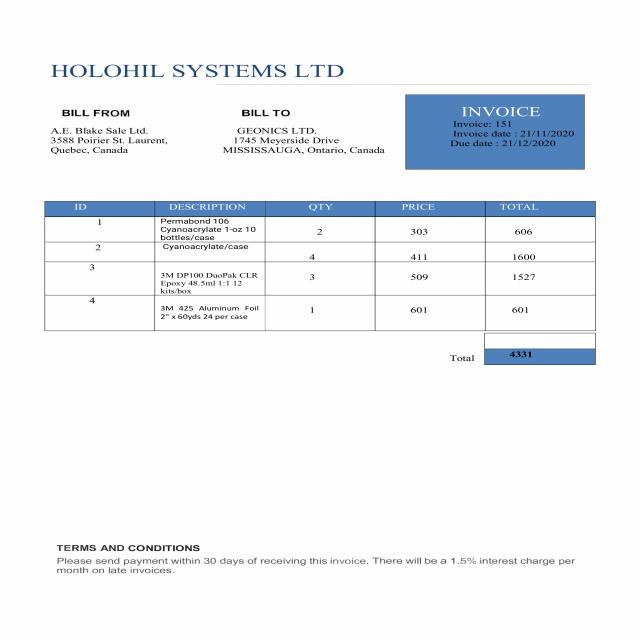 HOLOHIL SYSTEMS LTD
BILL FROM
A.E. Blake Sale Ltd.
3588 Poirier St. Laurent,
Quebec, Canada
BILL TO
GEONICS LTD.
1745 Meyerside Drive
MISSISSAUGA, Ontario, Canada
INVOICE
Invoice: 151
Invoice date : 21/11/2020
Due date : 21/12/2020
ID DESCRIPTION QTY PRICE TOTAL
1 Permabond 106
Cyanoacrylate 1-oz 10
bottles/case 2 303 606
2 Cyanoacrylate/case 4 411 1600
3 3M DP100 DuoPak CLR
Epoxy 48.5ml 1:1 12
kits/box 3 509 1527
4 3M 425 Aluminum Foil
2" x 60yds 24 per case 1 601 601
Total 4331
TERMS AND CONDITIONS
Please send payment within 30 days of receiving this invoice. There will be a 1.5% interest charge per
month on late invoices.